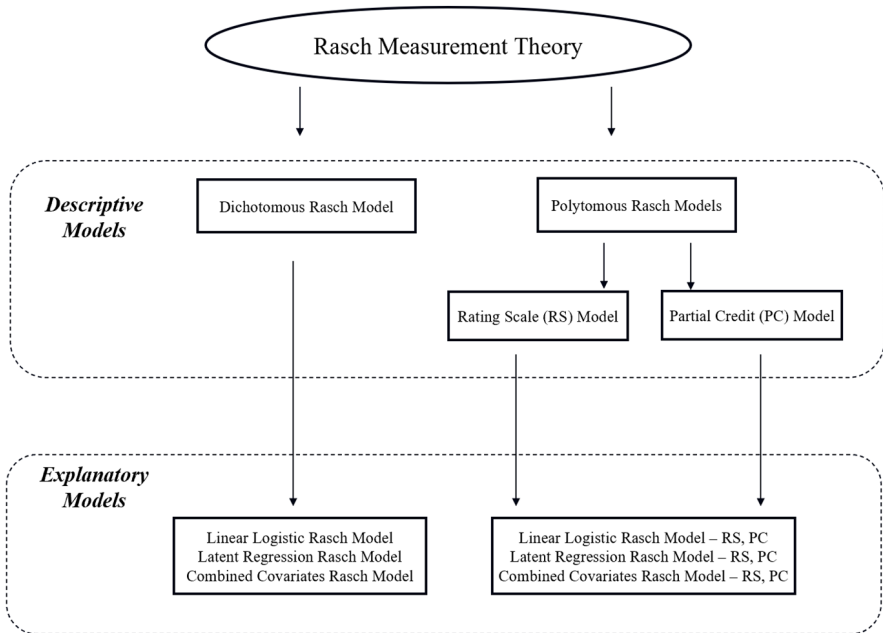 Rasch Measurement Theory
Descriptive
Models
Dichotomous Rasch Model
Polytomous Rasch Models
Rating Scale (RS) Model
Partial Credit (PC) Model
Explanatory
Models
Linear Logistic Rasch Model
Latent Regression Rasch Model
Combined Covariates Rasch Model
Linear Logistic Rasch Model – RS, PC
Latent Regression Rasch Model – RS, PC
Combined Covariates Rasch Model – RS, PC